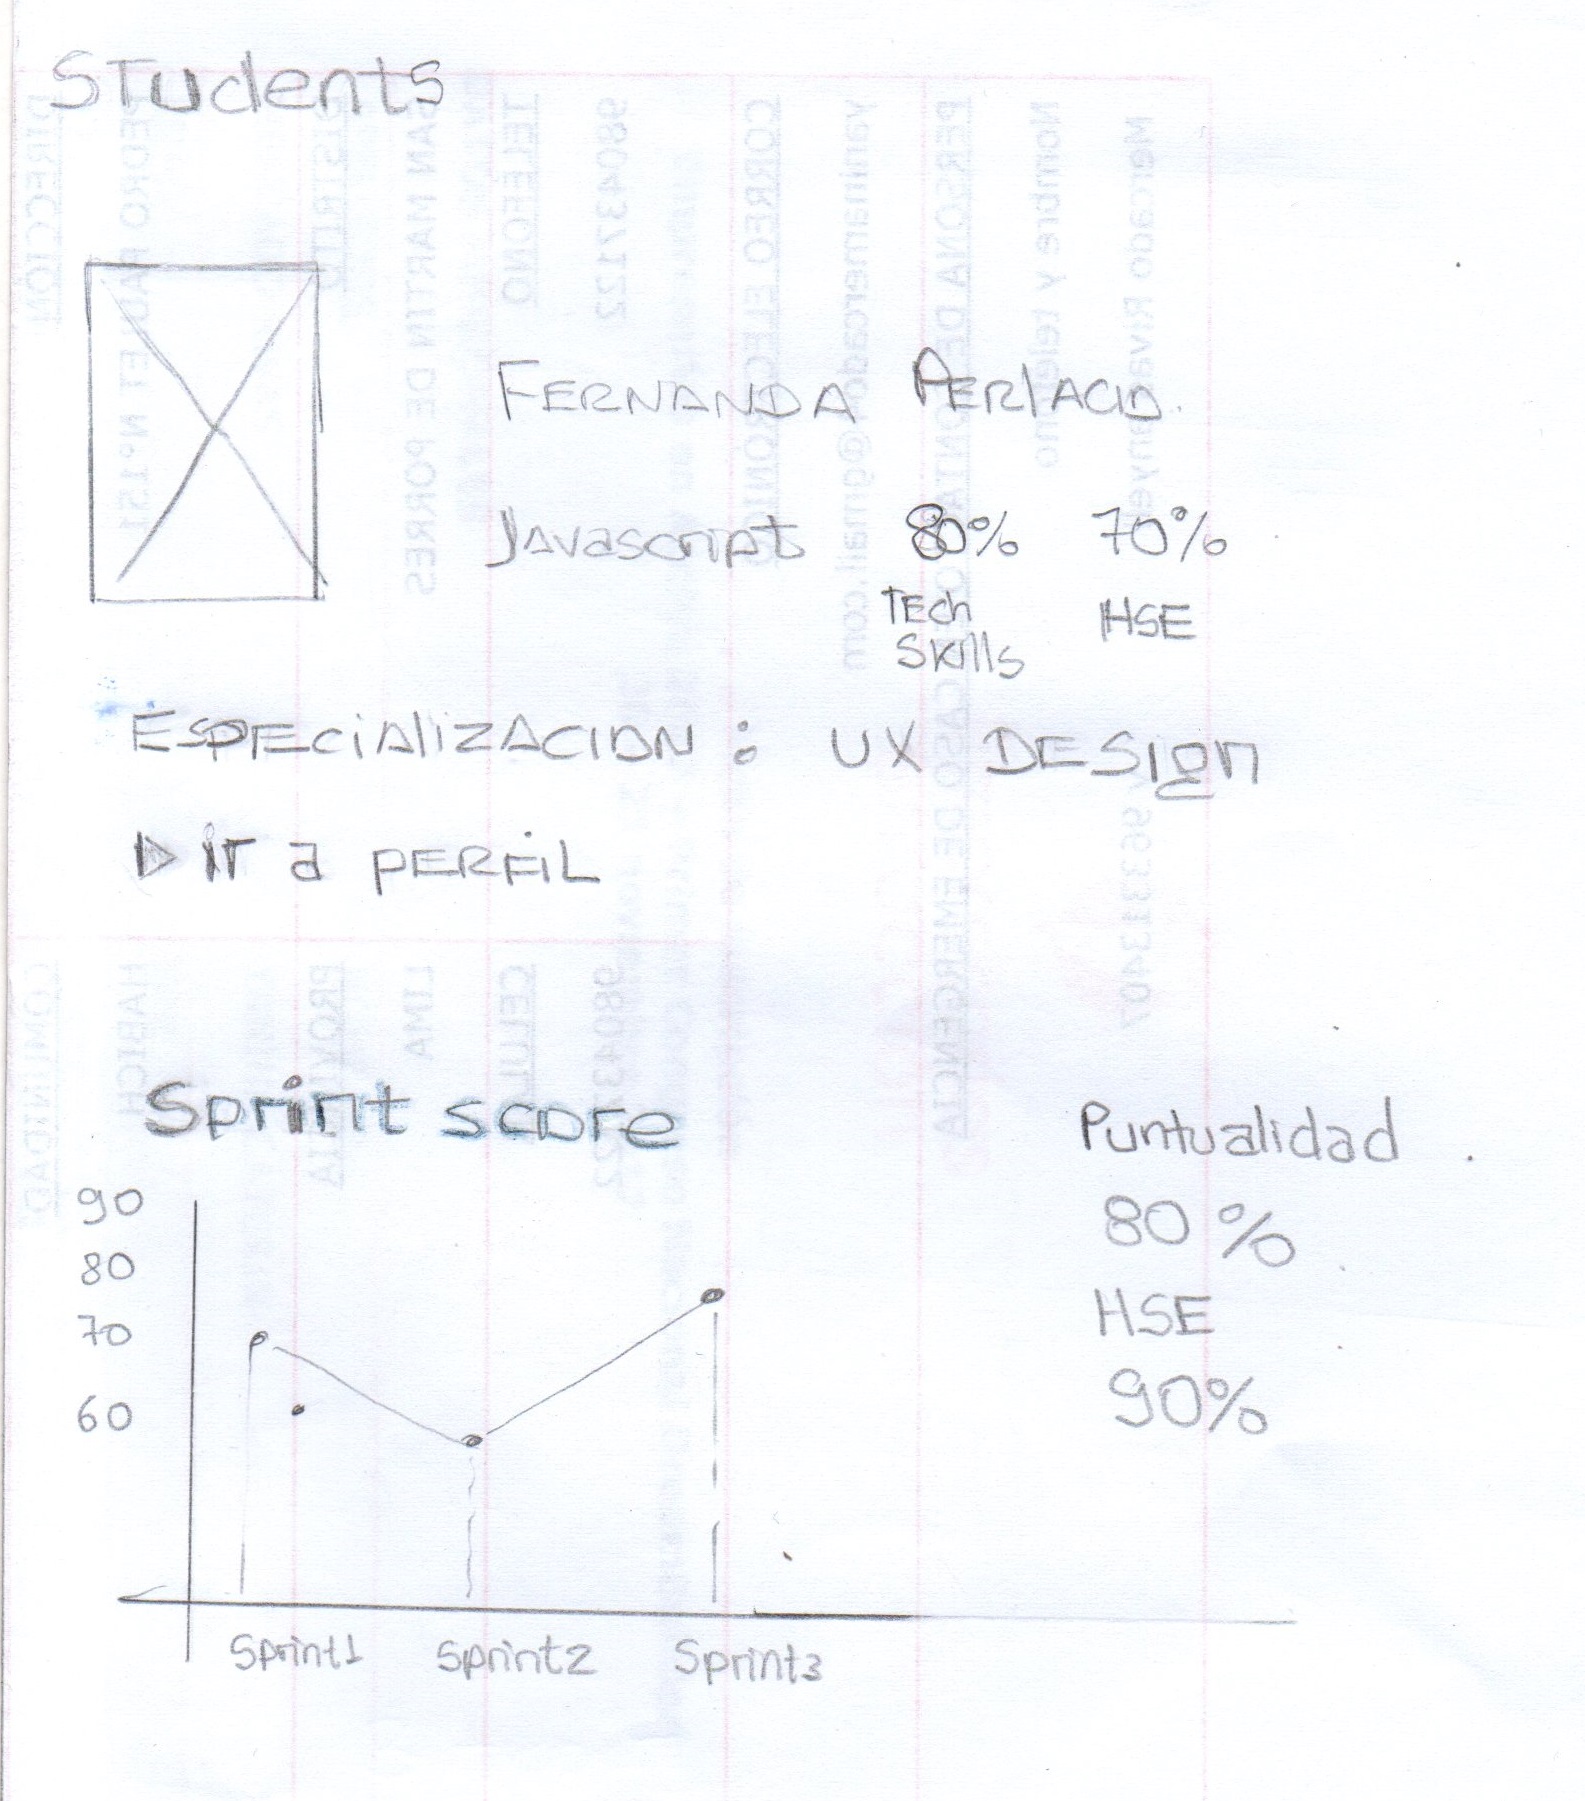 Students
FERNANDA PERLACIO.
Javascript 80% 70%
Tech Skills HSE
ESPECIALIZACION : UX DESIGN
ir a PERFIL
Sprint score
Puntualidad
80 %
HSE
90%
90
80
70
60
Sprint1 Sprint2 Sprint3